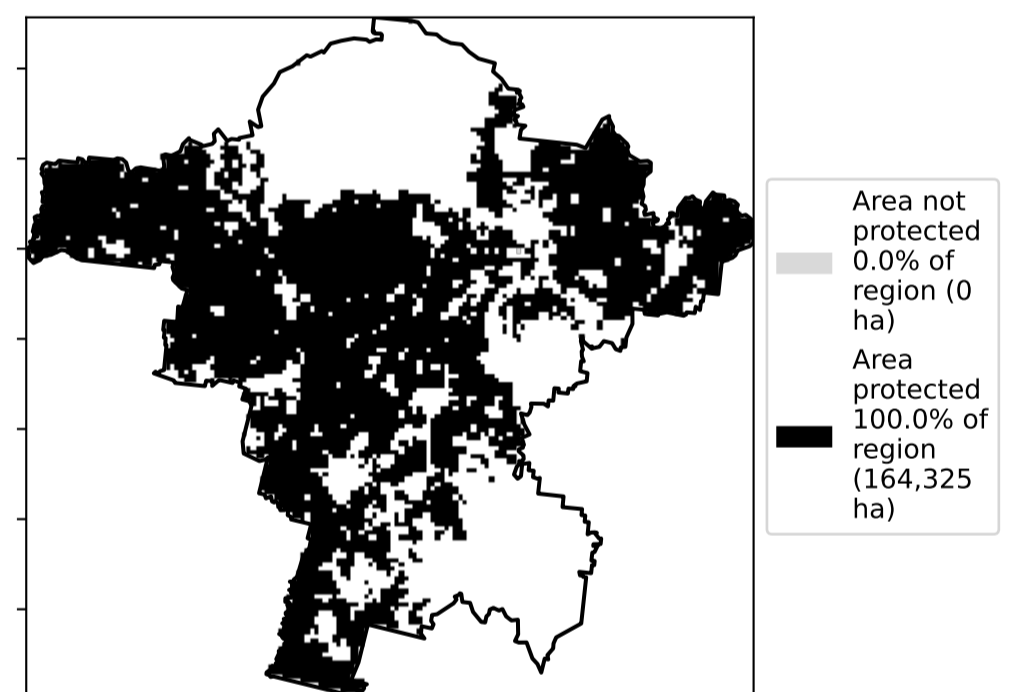 Area not
protected
0.0% of
region (0
ha)
Area
protected
100.0% of
region
(164,325
ha)